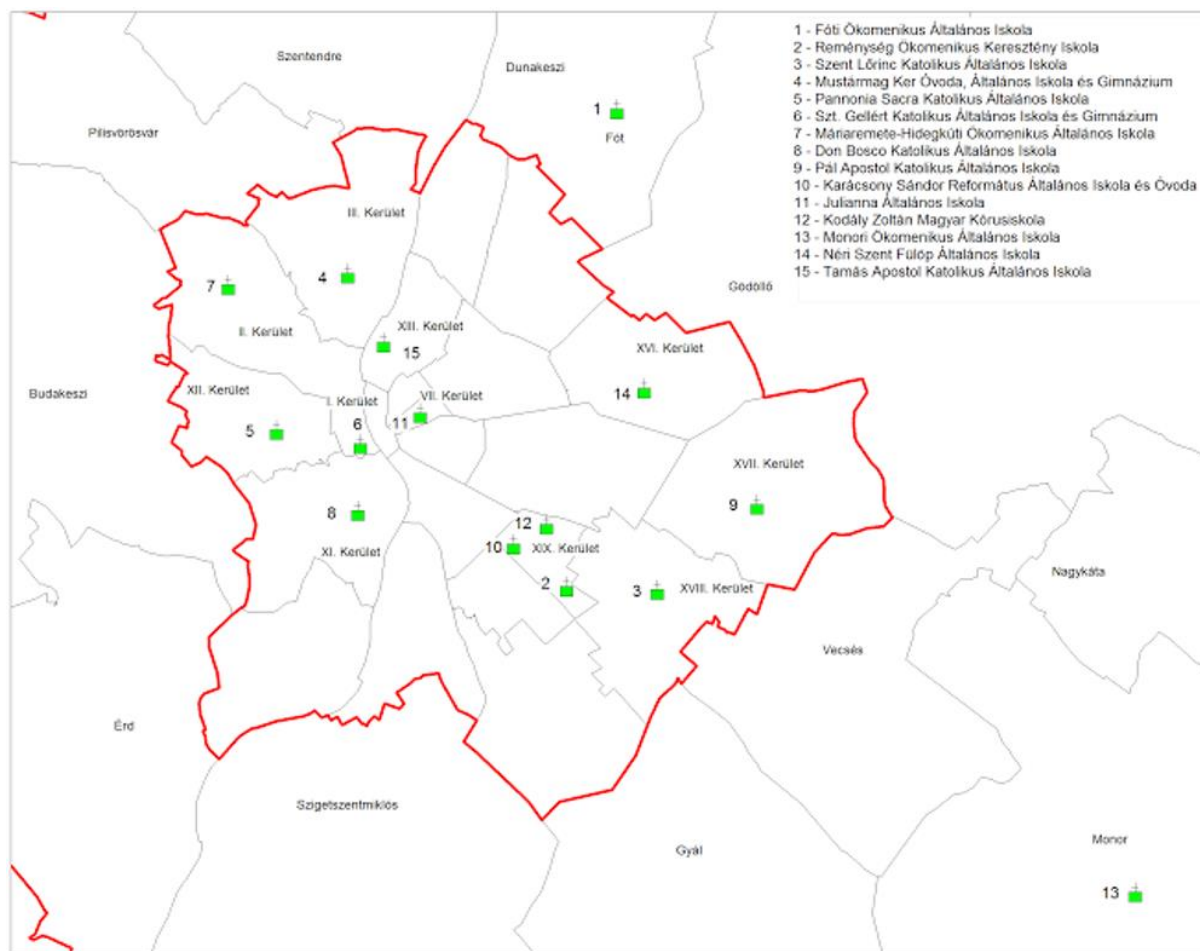 1 - Fóti Ökomenikus Általános Iskola
2 - Reménység Ökomenikus Keresztény Iskola
3 - Szent Lőrinc Katolikus Általános Iskola
4 - Mustármag Ker Óvoda, Általános Iskola és Gimnázium
5 - Pannonia Sacra Katolikus Általános Iskola
6 - Szt. Gellért Katolikus Általános Iskola és Gimnázium
7 - Máriaremete-Hidegkúti Ökomenikus Általános Iskola
8 - Don Bosco Katolikus Általános Iskola
9 - Pál Apostol Katolikus Általános Iskola
10 - Karácsony Sándor Református Általános Iskola és Óvoda
11 - Julianna Általános Iskola
12 - Kodály Zoltán Magyar Kórusiskola
13 - Monori Ökomenikus Általános Iskola
14 - Néri Szent Fülöp Általános Iskola
15 - Tamás Apostol Katolikus Általános Iskola
Szentendre
Dunakeszi
1
Fót
Pilisvörösvár
III. Kerület
4
7
Gödöllő
II. Kerület
XIII. Kerület
15
XVI. Kerület
14
Budakeszi
XII. Kerület
I. Kerület
VII. Kerület
5
6
11
XVII. Kerület
9
8
XI. Kerület
12
10
XIX. Kerület
2
3
XVIII. Kerület
Nagykáta
Vecsés
Érd
Szigetszentmiklós
Gyál
Monor
13